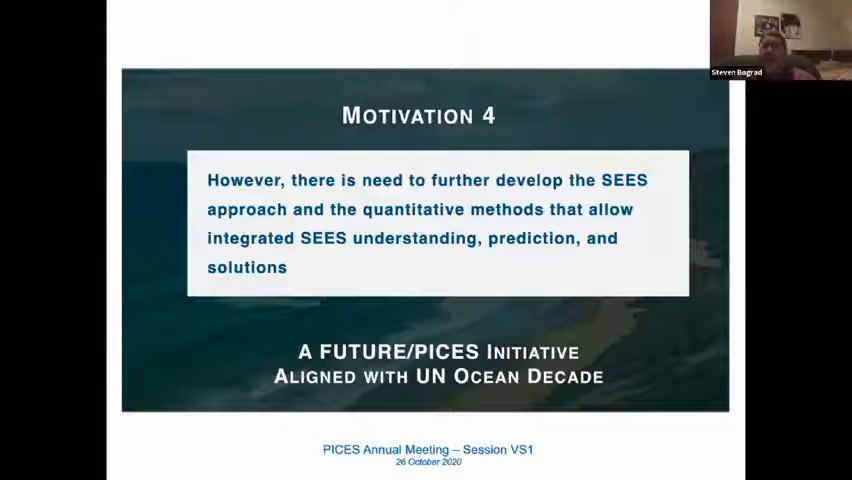 Steven Bograd
MOTIVATION 4
However, there is need to further develop the SEES
approach and the quantitative methods that allow
integrated SEES understanding, prediction, and
solutions
A FUTURE/PICES INITIATIVE
ALIGNED WITH UN OCEAN DECADE
PICES Annual Meeting – Session VS1
26 October 2020